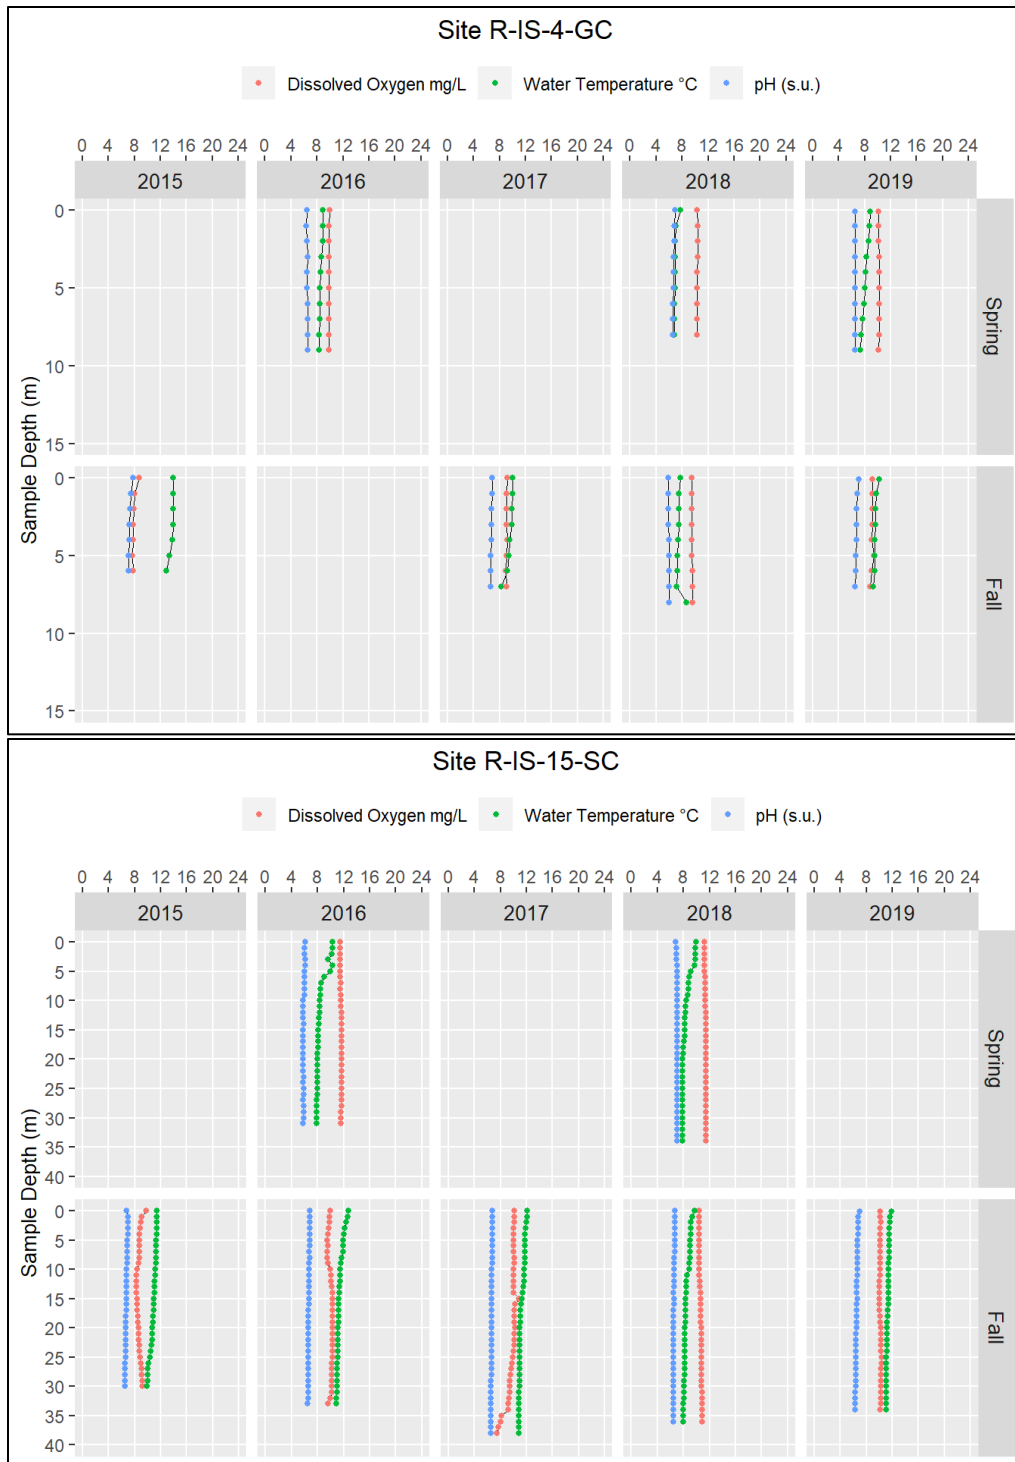 Site R-IS-4-GC
Dissolved Oxygen mg/L Water Temperature °C pH (s.u.)
0 4 8 12 16 20 24 0 4 8 12 16 20 24 0 4 8 12 16 20 24 0 4 8 12 16 20 24 0 4 8 12 16 20 24
2015 2016 2017 2018 2019
0
5
10
15
Spring
Sample Depth (m)
0
5
10
15
Fall
Site R-IS-15-SC
Dissolved Oxygen mg/L Water Temperature °C pH (s.u.)
0 4 8 12 16 20 24 0 4 8 12 16 20 24 0 4 8 12 16 20 24 0 4 8 12 16 20 24 0 4 8 12 16 20 24
2015 2016 2017 2018 2019
0
5
10
15
20
25
30
35
40
Spring
Sample Depth (m)
0
5
10
15
20
25
30
35
40
Fall